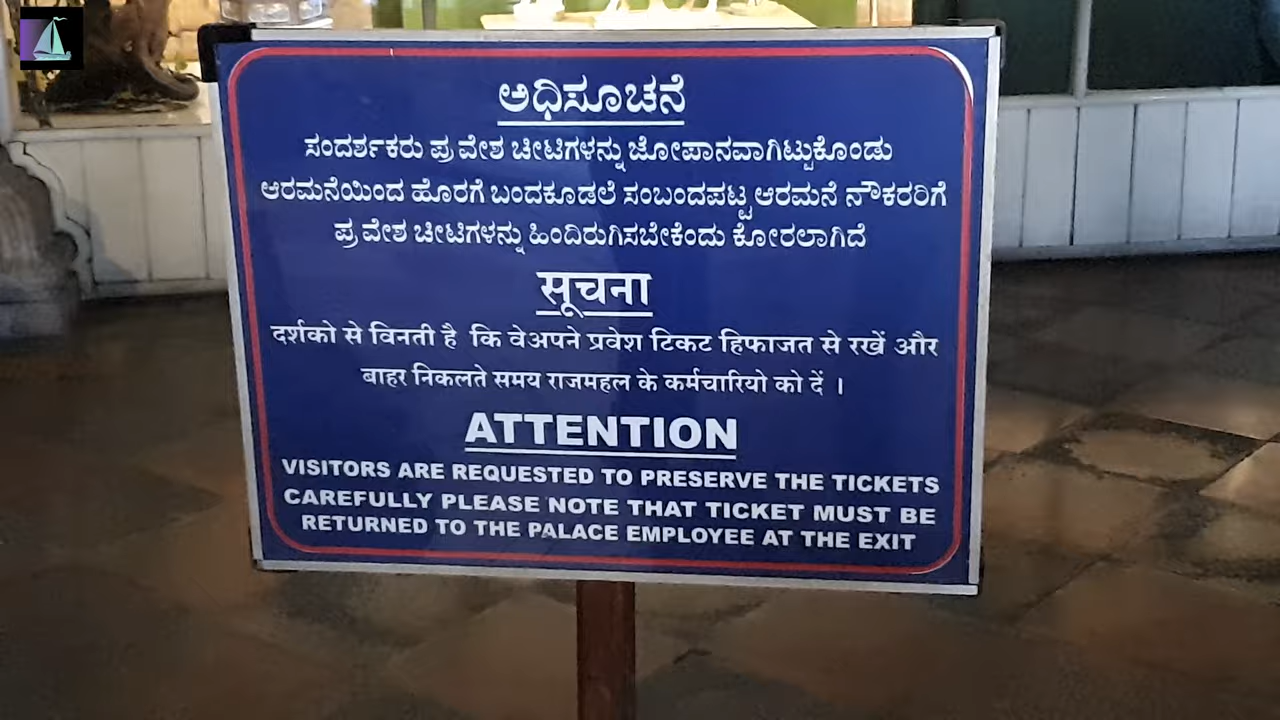 ಅಧಿಸೂಚನೆ
ಸಂದರ್ಶಕರು ಪ್ರವೇಶ ಚೀಟಿಗಳನ್ನು ಜೋಪಾನವಾಗಿಟ್ಟುಕೊಂಡು
ಆರಮನೆಯಿಂದ ಹೊರಗೆ ಬಂದಕೂಡಲೆ ಸಂಬಂದಪಟ್ಟ ಆರಮನೆ ನೌಕರರಿಗೆ
ಪ್ರವೇಶ ಚೀಟಿಗಳನ್ನು ಹಿಂದಿರುಗಿಸಬೇಕೆಂದು ಕೋರಲಾಗಿದೆ
सूचना
दर्शको से विनती है कि वेअपने प्रवेश टिकट हिफाजत से रखें और
बाहर निकलते समय राजमहल के कर्मचारियो को दें ।
ATTENTION
VISITORS ARE REQUESTED TO PRESERVE THE TICKETS
CAREFULLY PLEASE NOTE THAT TICKET MUST BE
RETURNED TO THE PALACE EMPLOYEE AT THE EXIT